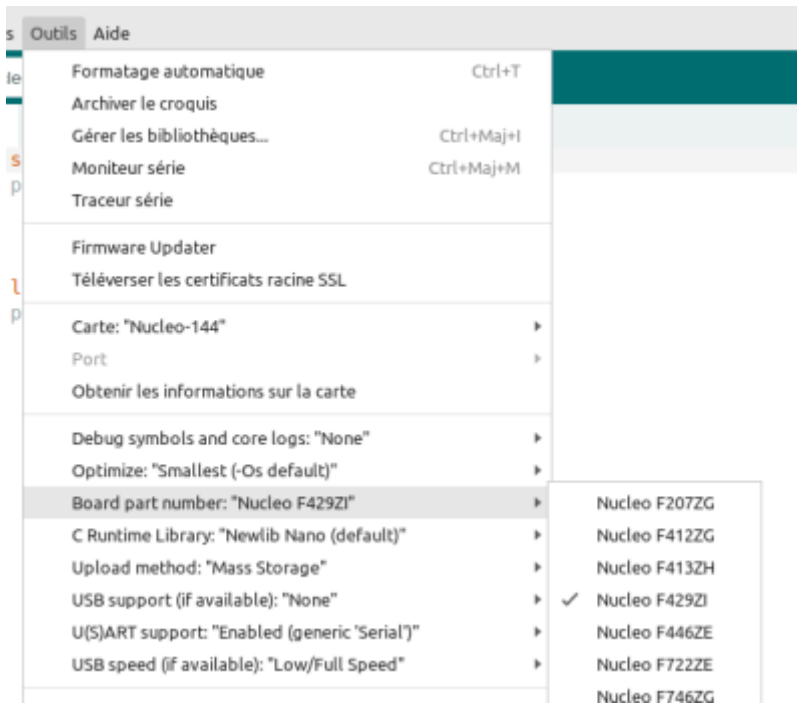 s Outils Aide
de
Formatage automatique Ctrl+T
Archiver le croquis
Gérer les bibliothèques... Ctrl+Maj+I
s
Moniteur série Ctrl+Maj+M
p
Traceur série
Firmware Updater
l
Téléverser les certificats racine SSL
p
Carte: "Nucleo-144"
Port
Obtenir les informations sur la carte
Debug symbols and core logs: "None"
Optimize: "Smallest (-Os default)"
Board part number: "Nucleo F429ZI"
C Runtime Library: "Newlib Nano (default)"
Upload method: "Mass Storage"
USB support (if available): "None"
U(S)ART support: "Enabled (generic 'Serial')"
USB speed (if available): "Low/Full Speed"
Nucleo F207ZG
Nucleo F412ZG
Nucleo F413ZH
Nucleo F429ZI
Nucleo F446ZE
Nucleo F722ZE
Nucleo F746ZG